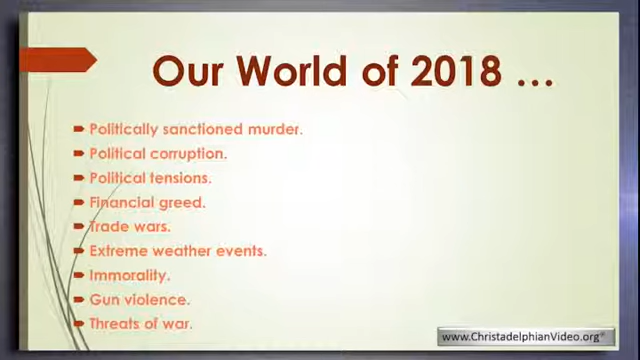 Our World of 2018 ...
Politically sanctioned murder.
Political corruption.
Political tensions.
Financial greed.
Trade wars.
Extreme weather events.
Immorality.
Gun violence.
Threats of war.
www.ChristadelphianVideo.org®